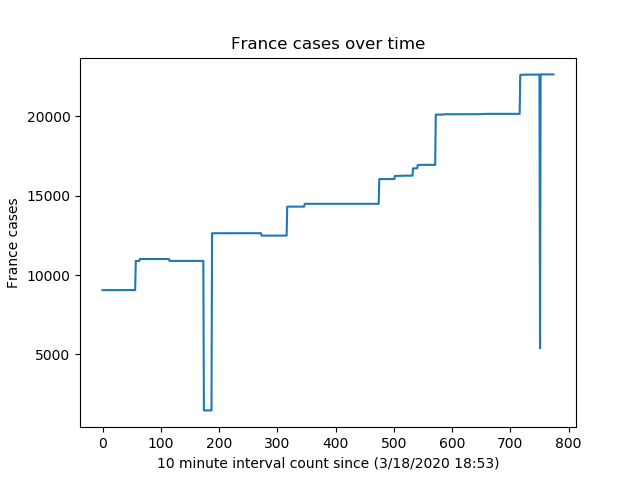 France cases over time
20000
15000
10000
5000
France cases
0 100 200 300 400 500 600 700 800
10 minute interval count since (3/18/2020 18:53)